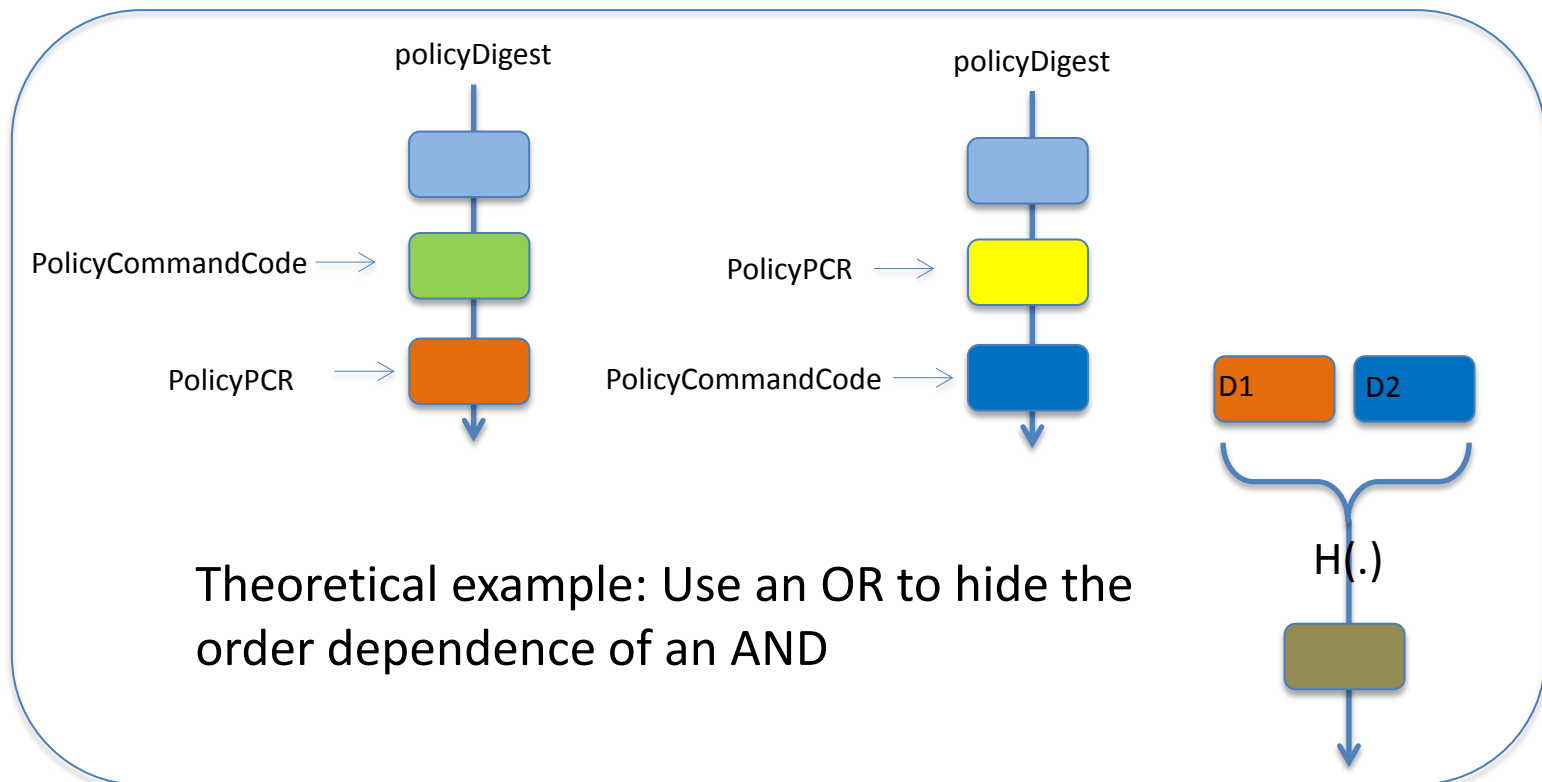 policyDigest
policyDigest
PolicyCommandCode
PolicyPCR
PolicyPCR
PolicyCommandCode
D1
D2
H(.)
Theoretical example: Use an OR to hide the
order dependence of an AND